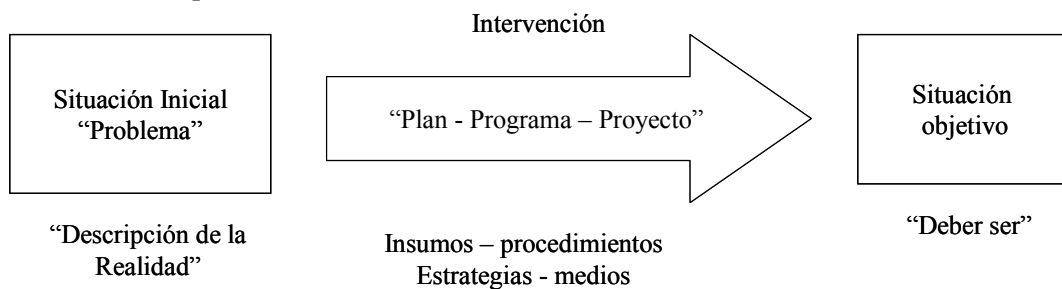 Intervención
Situación Inicial
“Problema”
“Plan - Programa – Proyecto”
Situación
objetivo
“Descripción de la
Realidad”
Insumos – procedimientos
Estrategias - medios
“Deber ser”